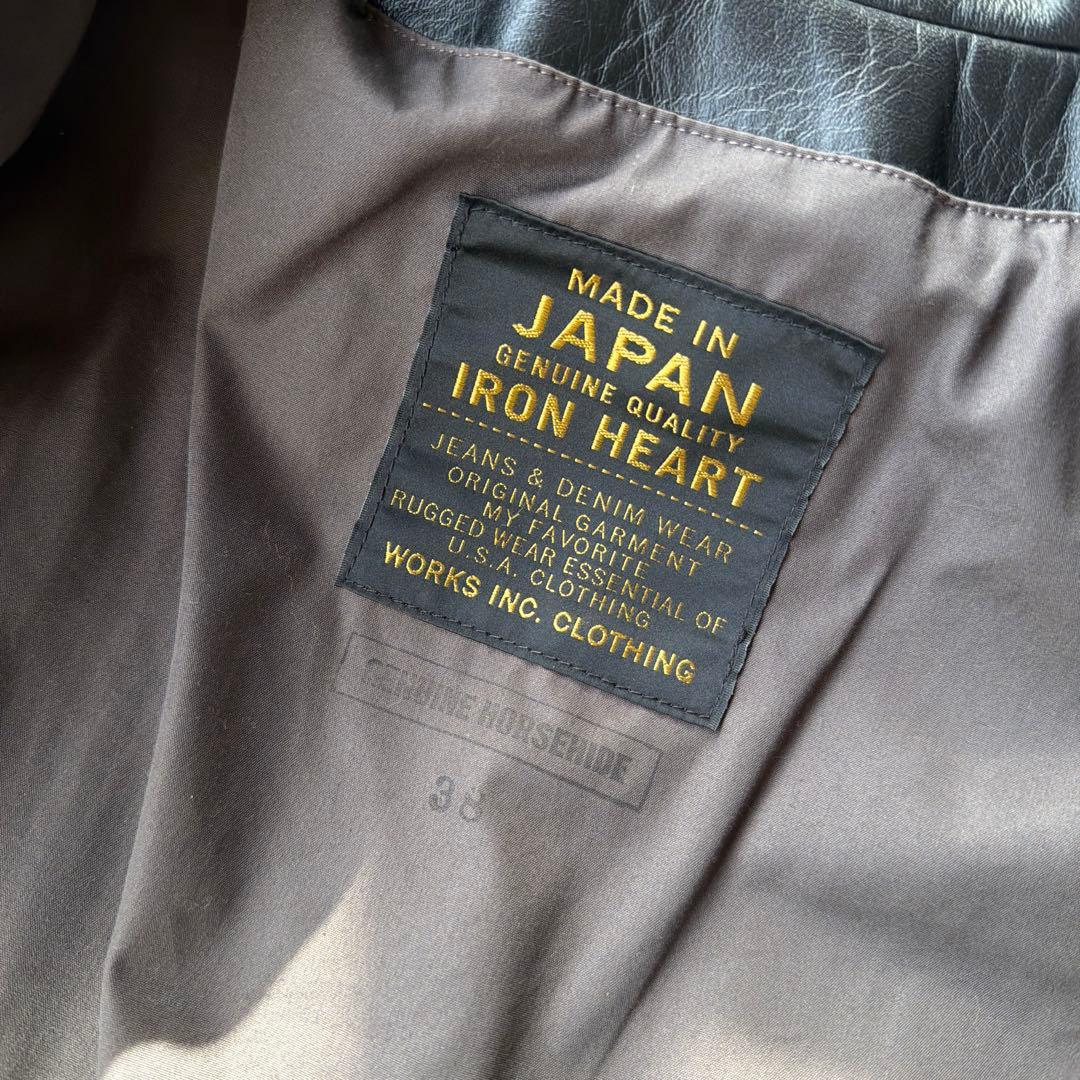 MADE IN
JAPAN
GENUINE QUALITY
IRON HEART
JEANS & DENIM WEAR
ORIGINAL GARMENT
MY FAVORITE
RUGGED WEAR ESSENTIAL OF
U.S.A. CLOTHING
WORKS INC. CLOTHING
GENUINE HORSEHIDE
38